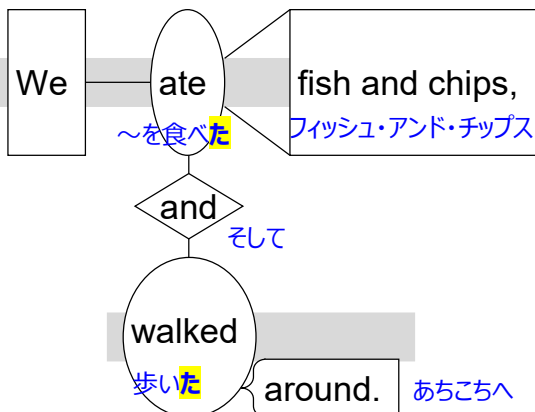 We ate fish and chips,
～を食べた フィッシュ・アンド・チップス
and
そして
walked
歩いた
around. あちこちへ